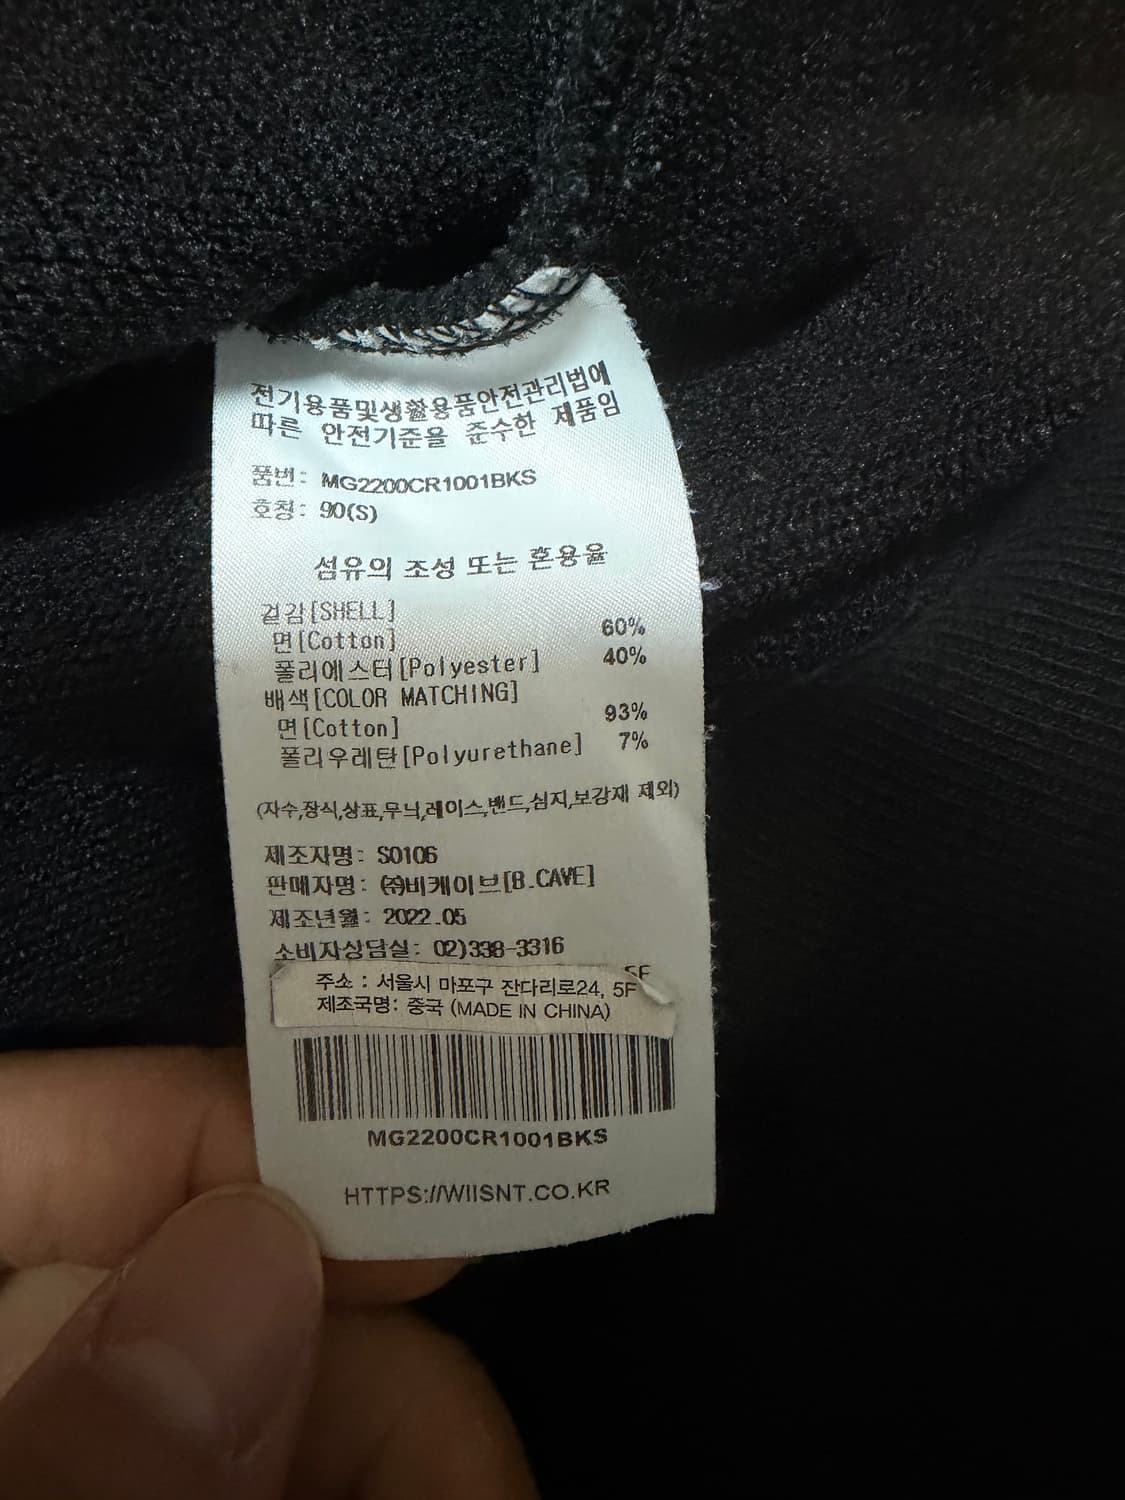 전기용품및생활용품안전관리법에
따른 안전기준을 준수한 제품임
품번: MG2200CR1001BKS
호칭: 90(S)
섬유의 조성 또는 혼용율
겉감[SHELL]
면[Cotton] 60%
폴리에스터[Polyester] 40%
배색[COLOR MATCHING]
면[Cotton] 93%
폴리우레탄[Polyurethane] 7%
(자수,장식,상표,무늬,레이스,밴드,심지,보강재 제외)
제조자명: S0106
판매자명: ㈜비케이브[B.CAVE]
제조년월: 2022.05
소비자상담실: 02)338-3316
5F
주소 : 서울시 마포구 잔다리로24, 5F
제조국명: 중국 (MADE IN CHINA)
MG2200CR1001BKS
HTTPS://WIISNT.CO.KR